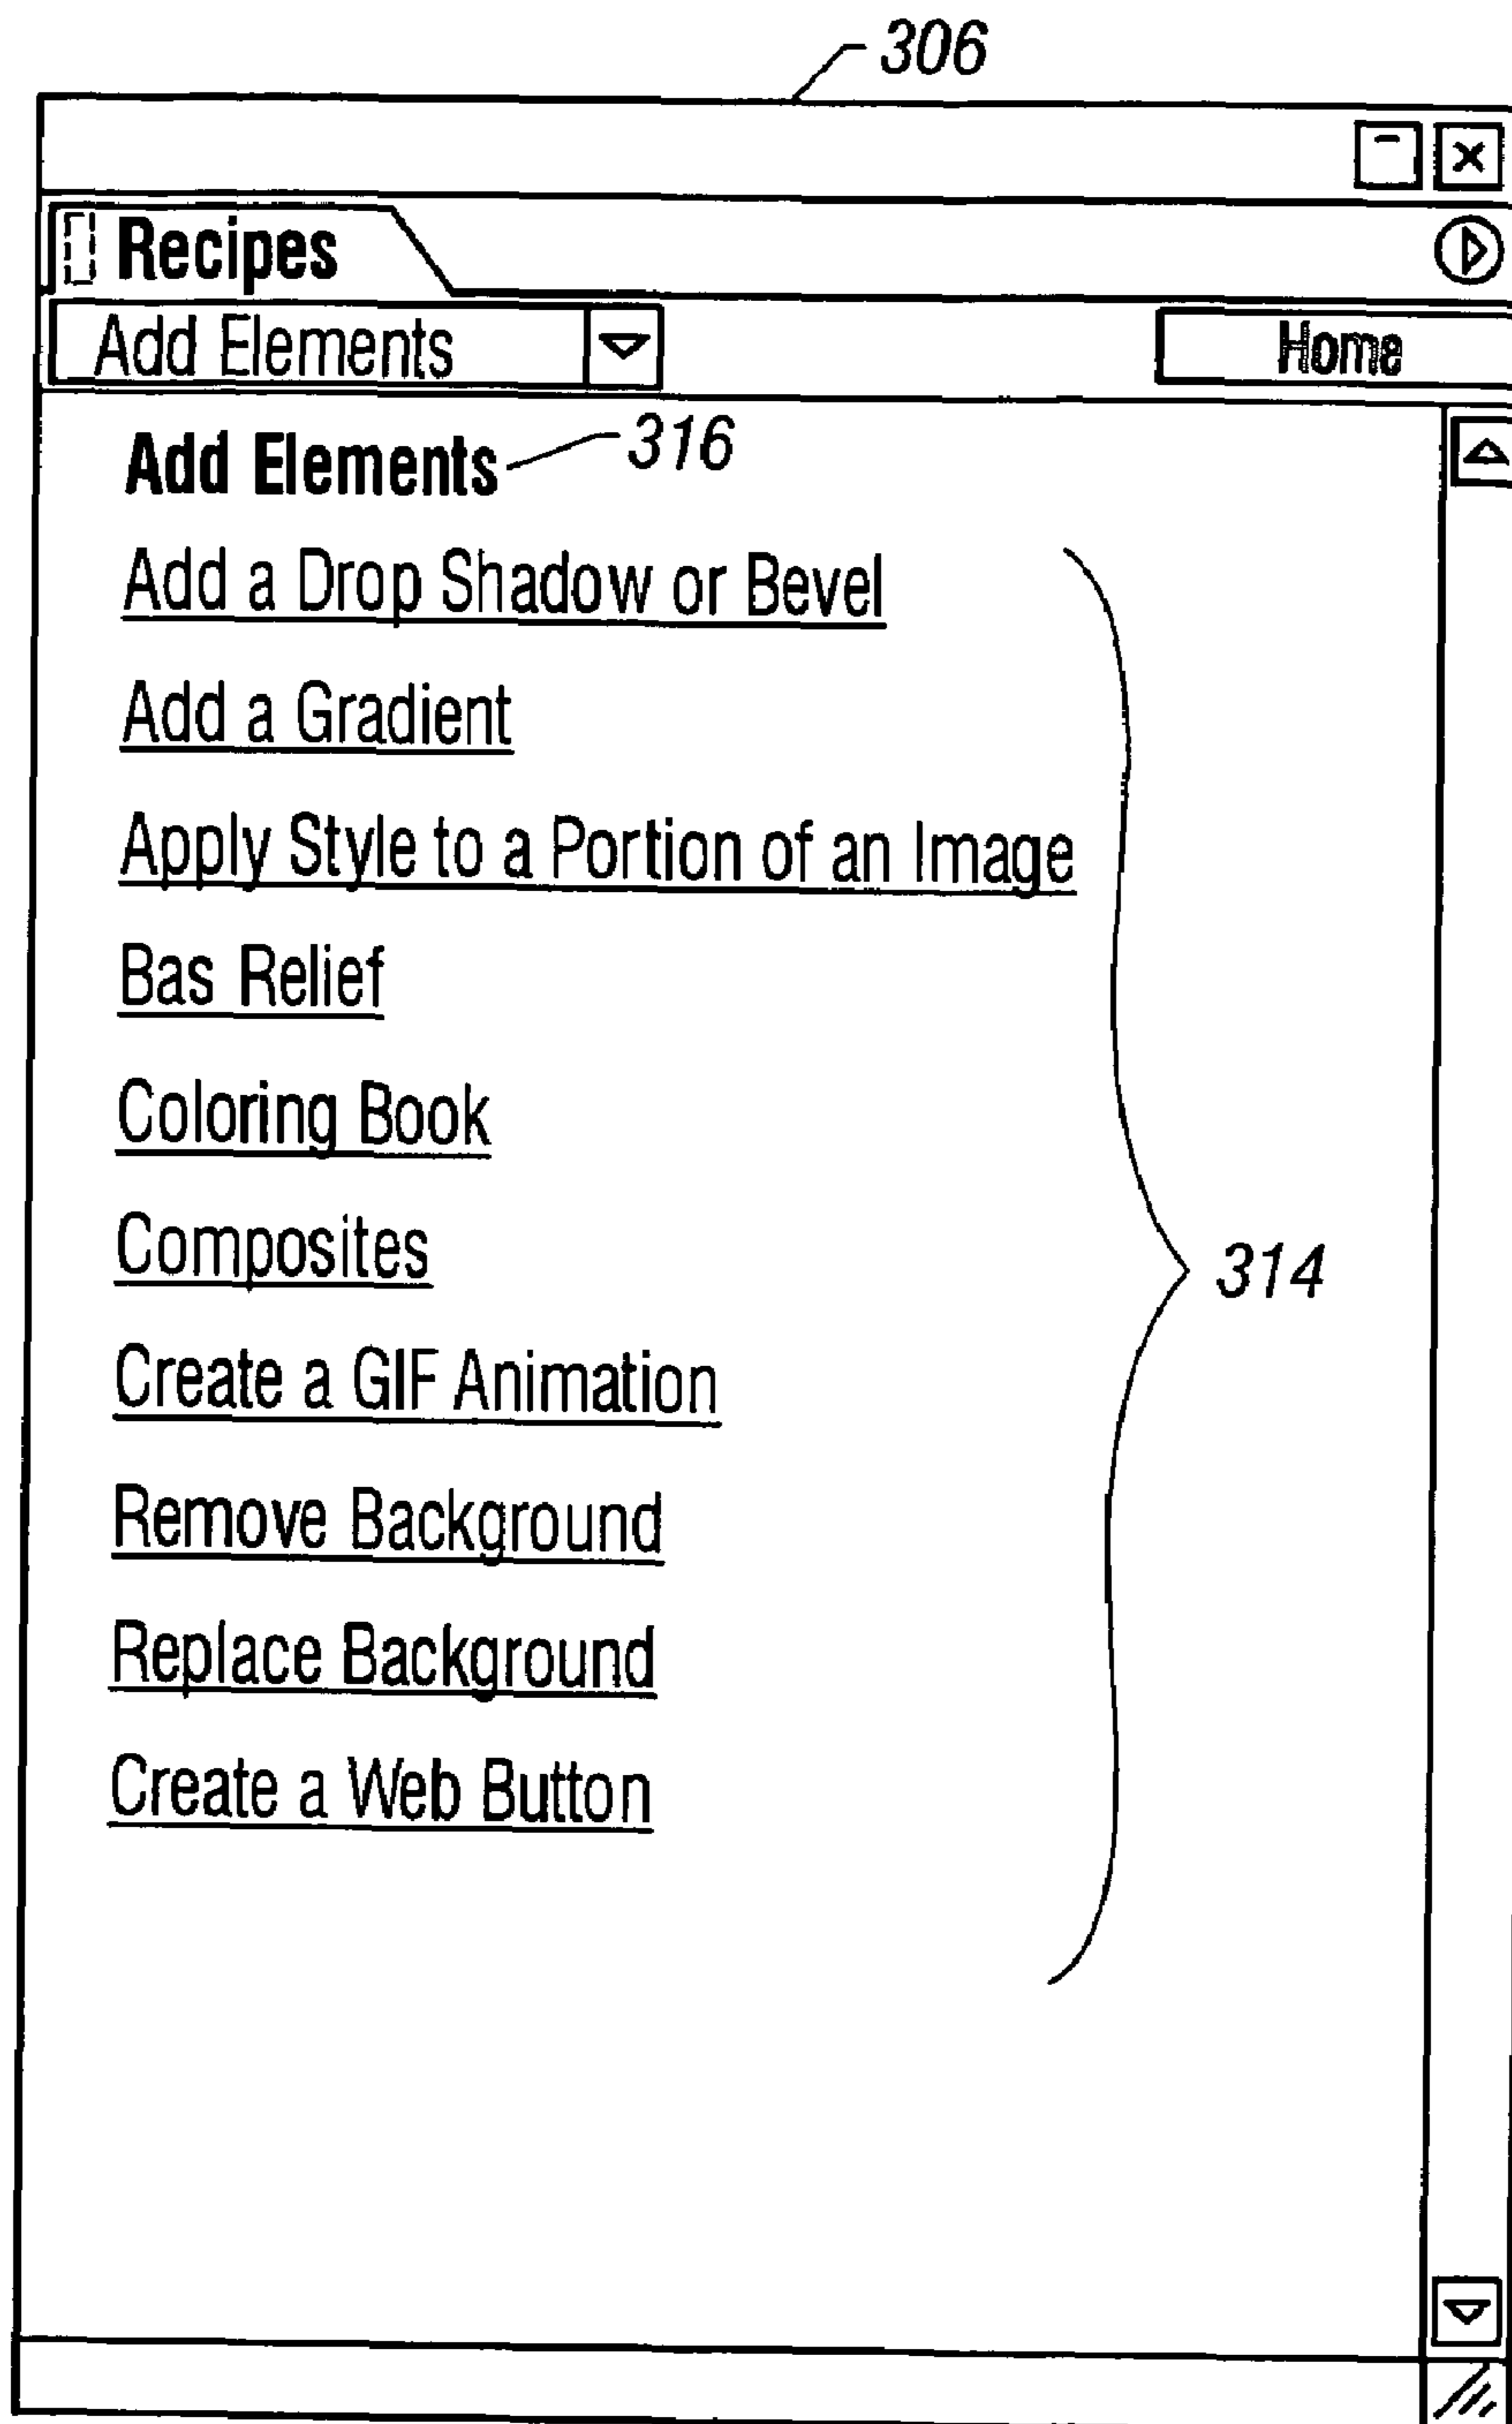 306
Recipes
Add Elements Home
Add Elements 316
Add a Drop Shadow or Bevel
Add a Gradient
Apply Style to a Portion of an Image
Bas Relief
Coloring Book
Composites
314
Create a GIF Animation
Remove Background
Replace Background
Create a Web Button